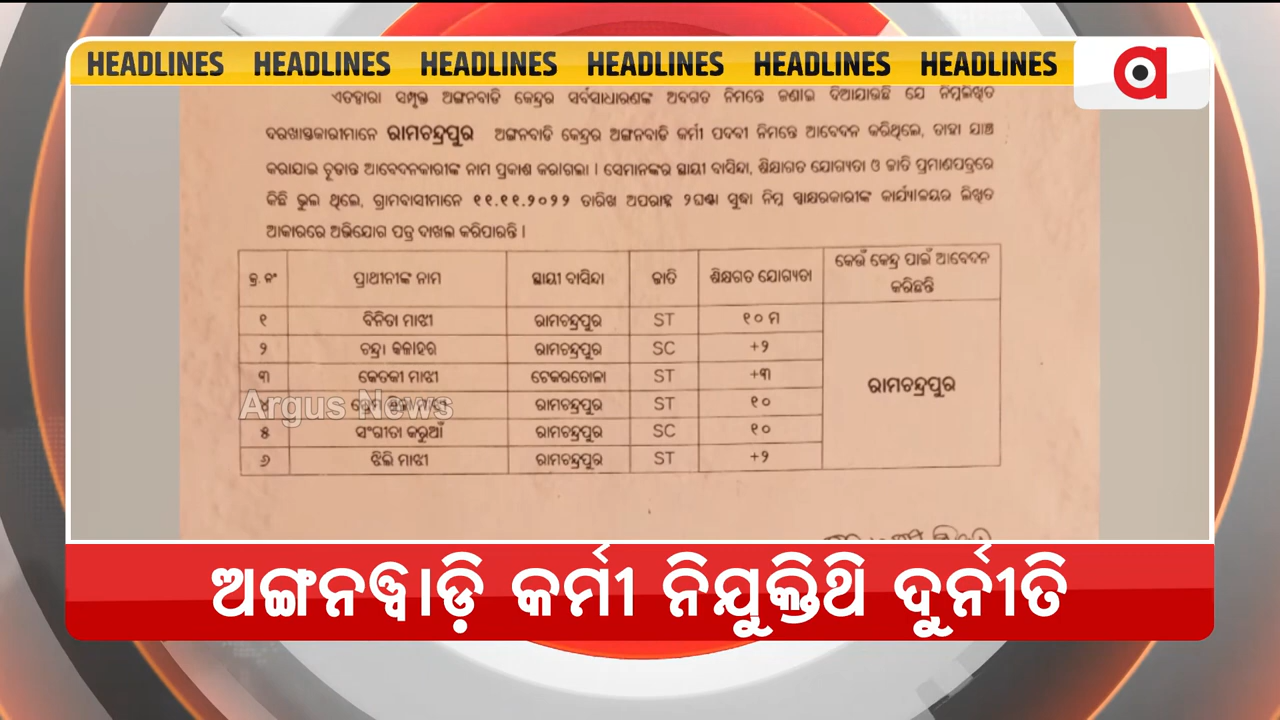 HEADLINES HEADLINES HEADLINES HEADLINES HEADLINES HEADLINES
a
ଏତଦ୍ୱାରା ସମ୍ପୃକ୍ତ ଅଙ୍ଗନବାଡି କେନ୍ଦ୍ରର ସର୍ବସାଧାରଣଙ୍କ ଅବଗତ ନିମନ୍ତେ ଜଣାଇ ଦିଆଯାଉଛି ଯେ ନିମ୍ନଲିଖିତ
ଦରଖାସ୍ତକାରୀମାନେ ରାମଚନ୍ଦ୍ରପୁର ଅଙ୍ଗନବାଡି କେନ୍ଦ୍ରର ଅଙ୍ଗନବାଡି କର୍ମୀ ପଦବୀ ନିମନ୍ତେ ଆବେଦନ କରିଥିଲେ, ତାହା ଯାଞ୍ଚ
କରାଯାଇ ଚୂଡାନ୍ତ ଆବେଦନକାରୀଙ୍କ ନାମ ପ୍ରକାଶ କରାଗଲା । ସେମାନଙ୍କର ସ୍ଥାୟୀ ବାସିନ୍ଦା, ଶିକ୍ଷାଗତ ଯୋଗ୍ୟତା ଓ ଜାତି ପ୍ରମାଣପତ୍ରରେ
କିଛି ଭୁଲ ଥିଲେ, ଗ୍ରାମବାସୀମାନେ ୧୧.୧୧.୨୦୨୨ ତାରିଖ ଅପରାହ୍ନ ୨ଘଣ୍ଟା ସୁଦ୍ଧା ନିମ୍ନ ସ୍ୱାକ୍ଷରକାରୀଙ୍କ କାର୍ଯ୍ୟାଳୟର ଲିଖିତ
ଆକାରରେ ଅଭିଯୋଗ ପତ୍ର ଦାଖଲ କରିପାରନ୍ତି ।
କ୍ର. ନଂ ପ୍ରାର୍ଥୀନୀଙ୍କ ନାମ ସ୍ଥାୟୀ ବାସିନ୍ଦା ଜାତି ଶିକ୍ଷଗତ ଯୋଗ୍ୟତା କେଉଁ କେନ୍ଦ୍ର ପାଇଁ ଆବେଦନ
କରିଛନ୍ତି
୧ ବିନିତା ମାଝୀ ରାମଚନ୍ଦ୍ରପୁର ST ୧୦ ମ
୨ ଚନ୍ଦ୍ରା କଳାହର ରାମଚନ୍ଦ୍ରପୁର SC +୨
୩ କେତକୀ ମାଝୀ ଟେକରତୋଳା ST +୩
ରାମଚନ୍ଦ୍ରପୁର
Argus News ରାମଚନ୍ଦ୍ରପୁର ST ୧୦
୫ ସଂଗୀତା କରୁଆଁ ରାମଚନ୍ଦ୍ରପୁର SC ୧୦
୬ ଝିଲି ମାଝୀ ରାମଚନ୍ଦ୍ରପୁର ST +୨
ଅଙ୍ଗନୱାଡ଼ି କର୍ମୀ ନିଯୁକ୍ତିଥି ଦୁର୍ନୀତି